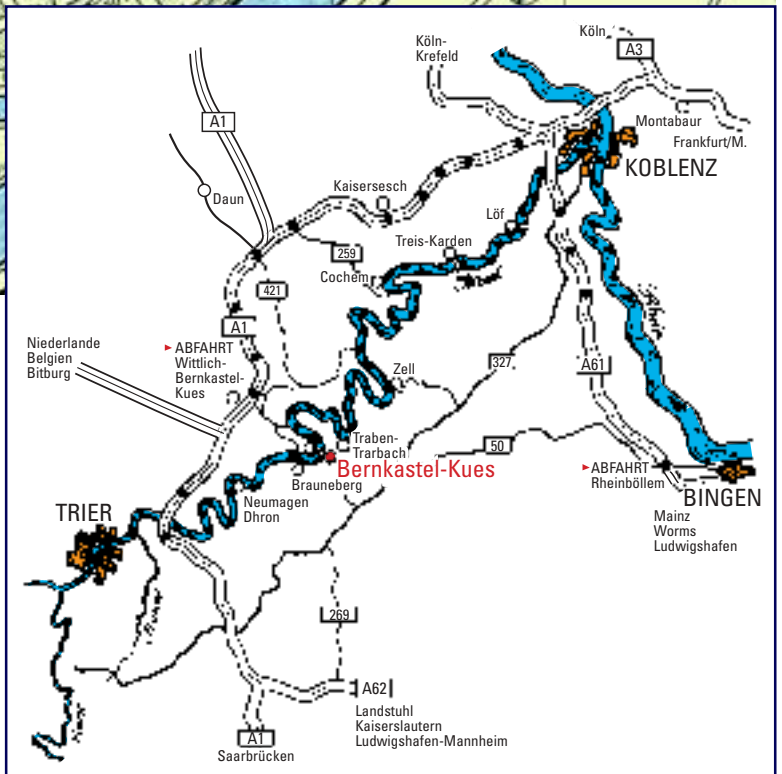 Köln
Köln-
Krefeld
A3
A1
Montabaur
Frankfurt/M.
KOBLENZ
Kaisersesch
Daun
Löf
Treis-Karden
259
Cochem
421
A1
Niederlande
Belgien
Bitburg
ABFAHRT
Wittlich-
Bernkastel-
Kues
327
A61
Zell
Traben-
Trarbach
50
Bernkastel-Kues
Brauneberg
ABFAHRT
Rheinböllem
BINGEN
Neumagen
Dhron
TRIER
Mainz
Worms
Ludwigshafen
269
A62
Landstuhl
Kaiserslautern
Ludwigshafen-Mannheim
A1
Saarbrücken